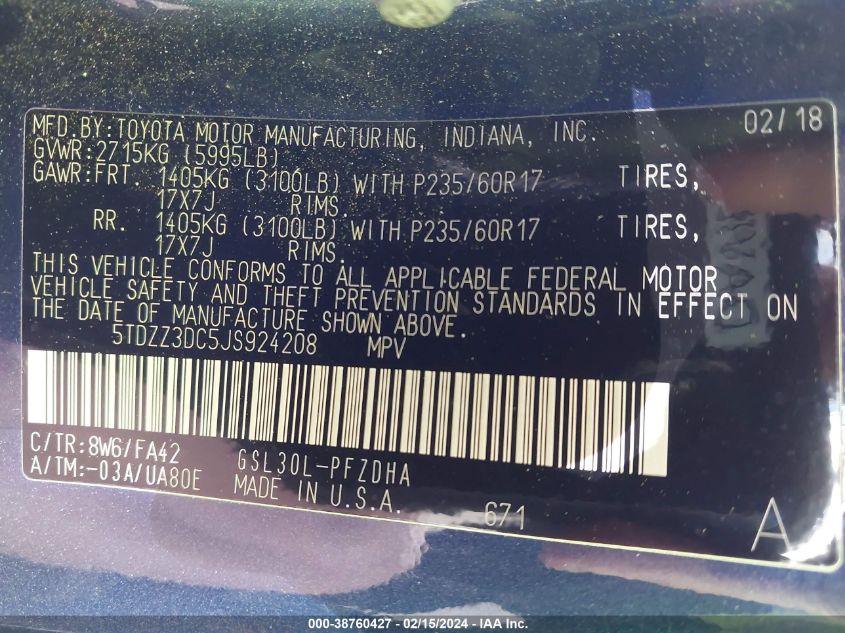 MFD.BY:TOYOTA MOTOR MANUFACTURING, INDIANA, INC. 02/18
GVWR:2715KG (5995LB)
GAWR:FRT. 1405KG (3100LB) WITH P235/60R17 TIRES,
17X7J RIMS.
RR. 1405KG (3100LB) WITH P235/60R17 TIRES,
17X7J RIMS.
THIS VEHICLE CONFORMS TO ALL APPLICABLE FEDERAL MOTOR
VEHICLE SAFETY AND THEFT PREVENTION STANDARDS IN EFFECT ON
THE DATE OF MANUFACTURE SHOWN ABOVE.
5TDZZ3DC5JS924208 MPV
C/TR:8W6/FA42 GSL30L-PFZDHA
A/TM:-03A/UA80E MADE IN U.S.A. 671 A
000-38760427 - 02/15/2024 - IAA Inc.